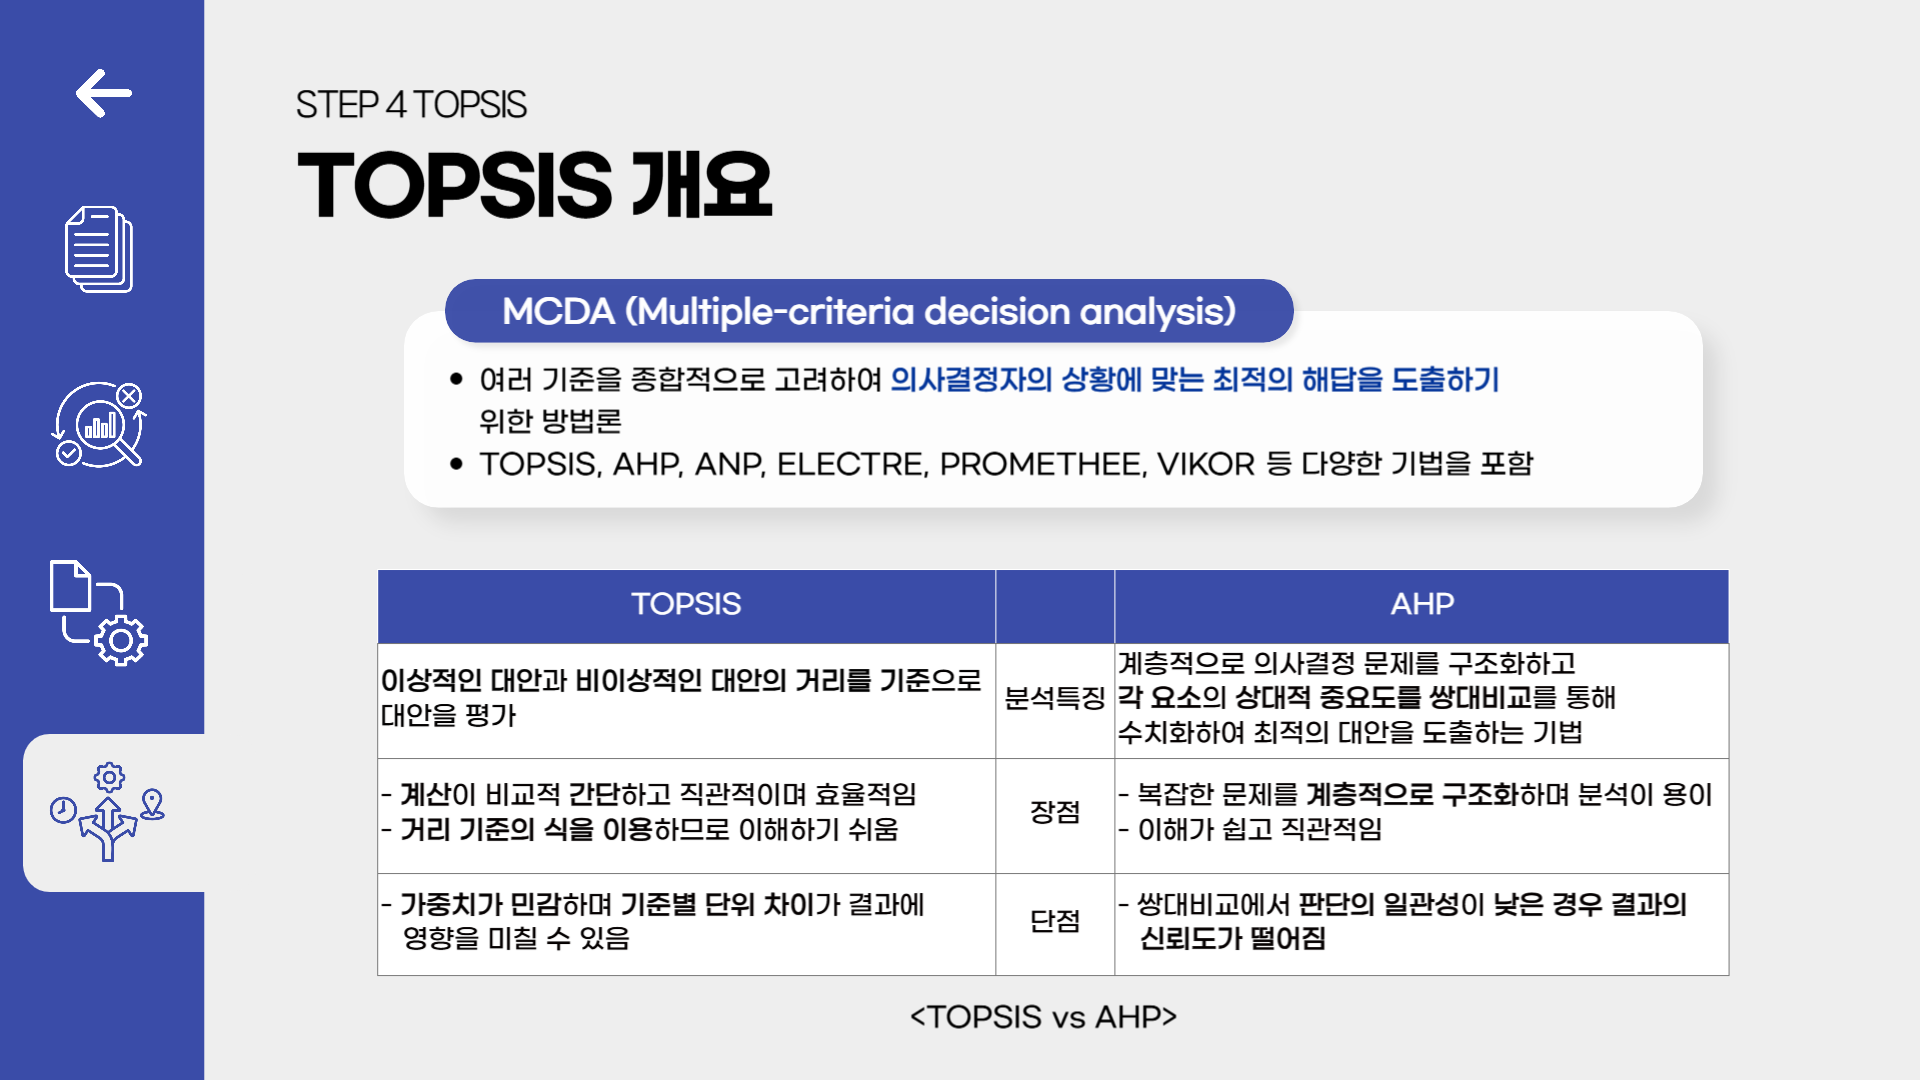 STEP 4 TOPSIS
TOPSIS 개요
MCDA (Multiple-criteria decision analysis)
• 여러 기준을 종합적으로 고려하여 의사결정자의 상황에 맞는 최적의 해답을 도출하기
위한 방법론
• TOPSIS, AHP, ANP, ELECTRE, PROMETHEE, VIKOR 등 다양한 기법을 포함
TOPSIS
AHP
이상적인 대안과 비이상적인 대안의 거리를 기준으로
대안을 평가
분석특징
계층적으로 의사결정 문제를 구조화하고
각 요소의 상대적 중요도를 쌍대비교를 통해
수치화하여 최적의 대안을 도출하는 기법
- 계산이 비교적 간단하고 직관적이며 효율적임
- 거리 기준의 식을 이용하므로 이해하기 쉬움
장점
- 복잡한 문제를 계층적으로 구조화하며 분석이 용이
- 이해가 쉽고 직관적임
- 가중치가 민감하며 기준별 단위 차이가 결과에
영향을 미칠 수 있음
단점
- 쌍대비교에서 판단의 일관성이 낮은 경우 결과의
신뢰도가 떨어짐
<TOPSIS vs AHP>